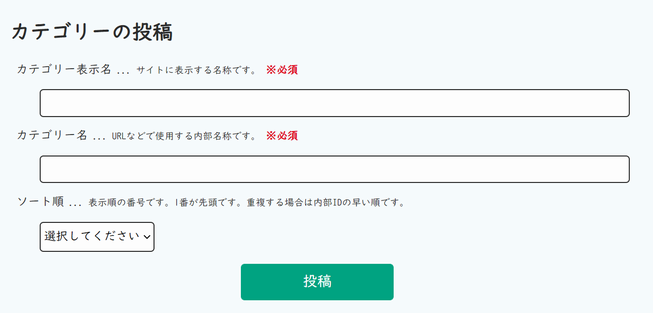 カテゴリーの投稿
カテゴリー表示名 ... サイトに表示する名称です。 ※必須
カテゴリー名 ... URLなどで使用する内部名称です。 ※必須
ソート順 ... 表示順の番号です。1番が先頭です。重複する場合は内部IDの早い順です。
選択してください
投稿